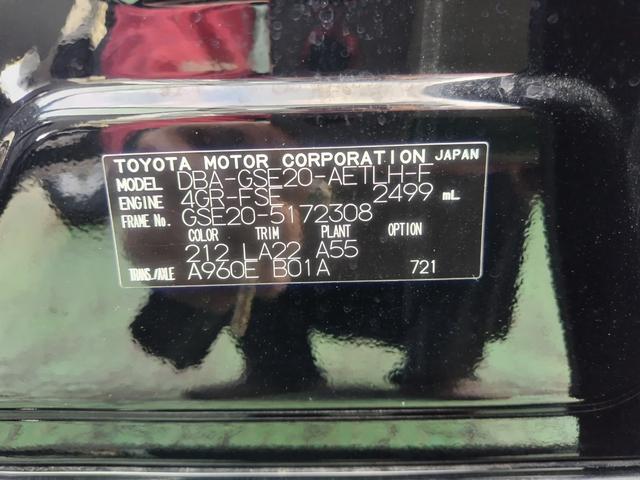 TOYOTA MOTOR CORPORATION JAPAN
MODEL DBA-GSE20-AETLH-F
ENGINE 4GR-FSE 2499 mL
FRAME No. GSE20-5172308
COLOR TRIM PLANT OPTION
212 LA22 A55
TRANS./AXLE A960E B01A 721